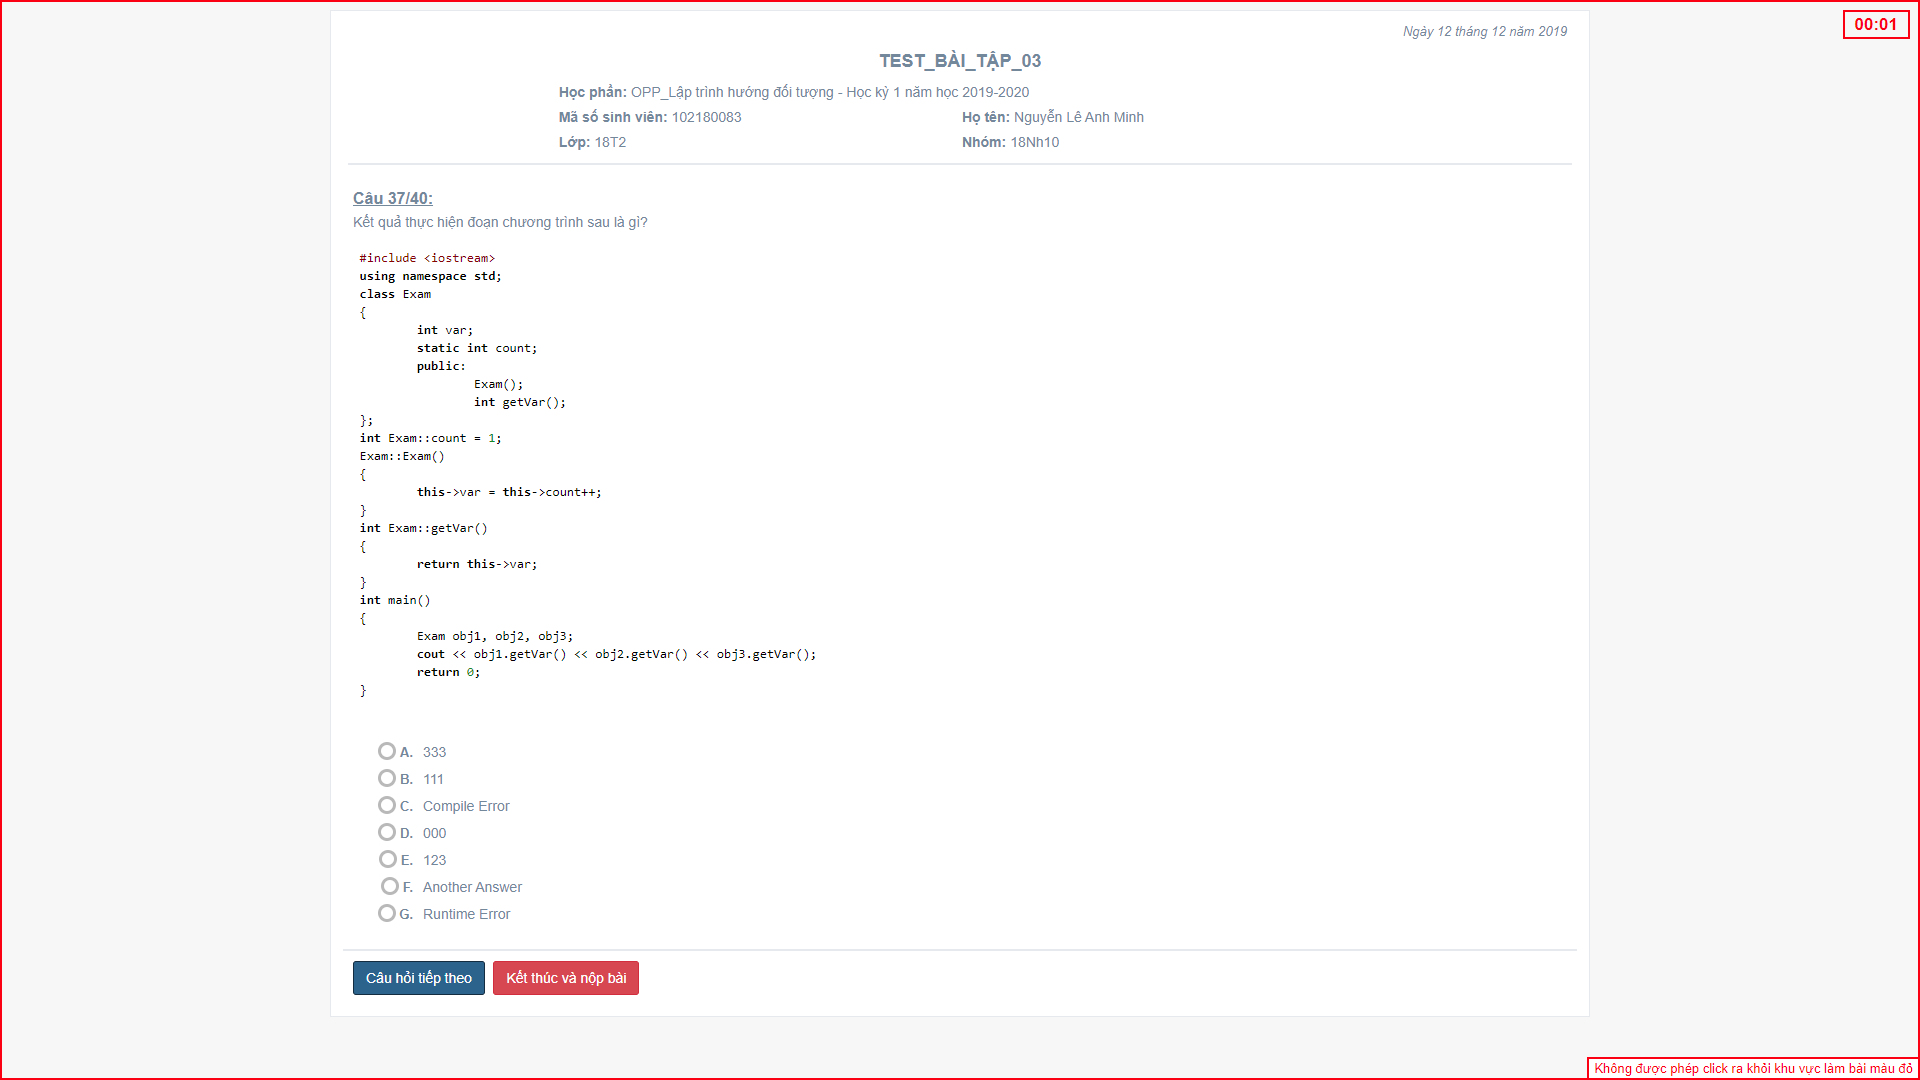 Ngày 12 tháng 12 năm 2019
00:01
TEST_BÀI_TẬP_03
Học phần: OPP_Lập trình hướng đối tượng - Học kỳ 1 năm học 2019-2020
Mã số sinh viên: 102180083 Họ tên: Nguyễn Lê Anh Minh
Lớp: 18T2 Nhóm: 18Nh10
Câu 37/40:
Kết quả thực hiện đoạn chương trình sau là gì?
#include <iostream>
using namespace std;
class Exam
{
        int var;
        static int count;
        public:
                Exam();
                int getVar();
};
int Exam::count = 1;
Exam::Exam()
{
        this->var = this->count++;
}
int Exam::getVar()
{
        return this->var;
}
int main()
{
        Exam obj1, obj2, obj3;
        cout << obj1.getVar() << obj2.getVar() << obj3.getVar();
        return 0;
}
A. 333
B. 111
C. Compile Error
D. 000
E. 123
F. Another Answer
G. Runtime Error
Câu hỏi tiếp theo Kết thúc và nộp bài
Không được phép click ra khỏi khu vực làm bài màu đỏ